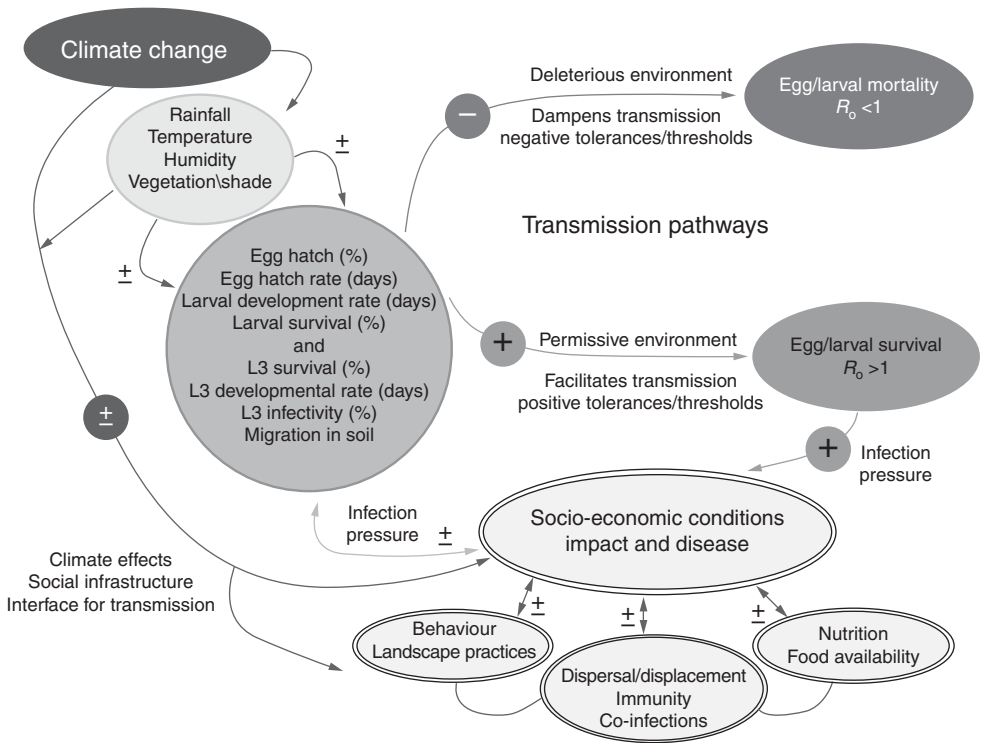 Climate change
Rainfall
Temperature
Humidity
Vegetation\shade
±
±
Egg hatch (%)
Egg hatch rate (days)
Larval development rate (days)
Larval survival (%)
and
L3 survival (%)
L3 developmental rate (days)
L3 infectivity (%)
Migration in soil
−
Deleterious environment
Dampens transmission
negative tolerances/thresholds
Egg/larval mortality
Ro <1
Transmission pathways
+
Permissive environment
Facilitates transmission
positive tolerances/thresholds
Egg/larval survival
Ro >1
+
Infection
pressure
±
Infection
pressure ±
Socio-economic conditions
impact and disease
Climate effects
Social infrastructure
Interface for transmission
±
±
±
Behaviour
Landscape practices
Dispersal/displacement
Immunity
Co-infections
Nutrition
Food availability